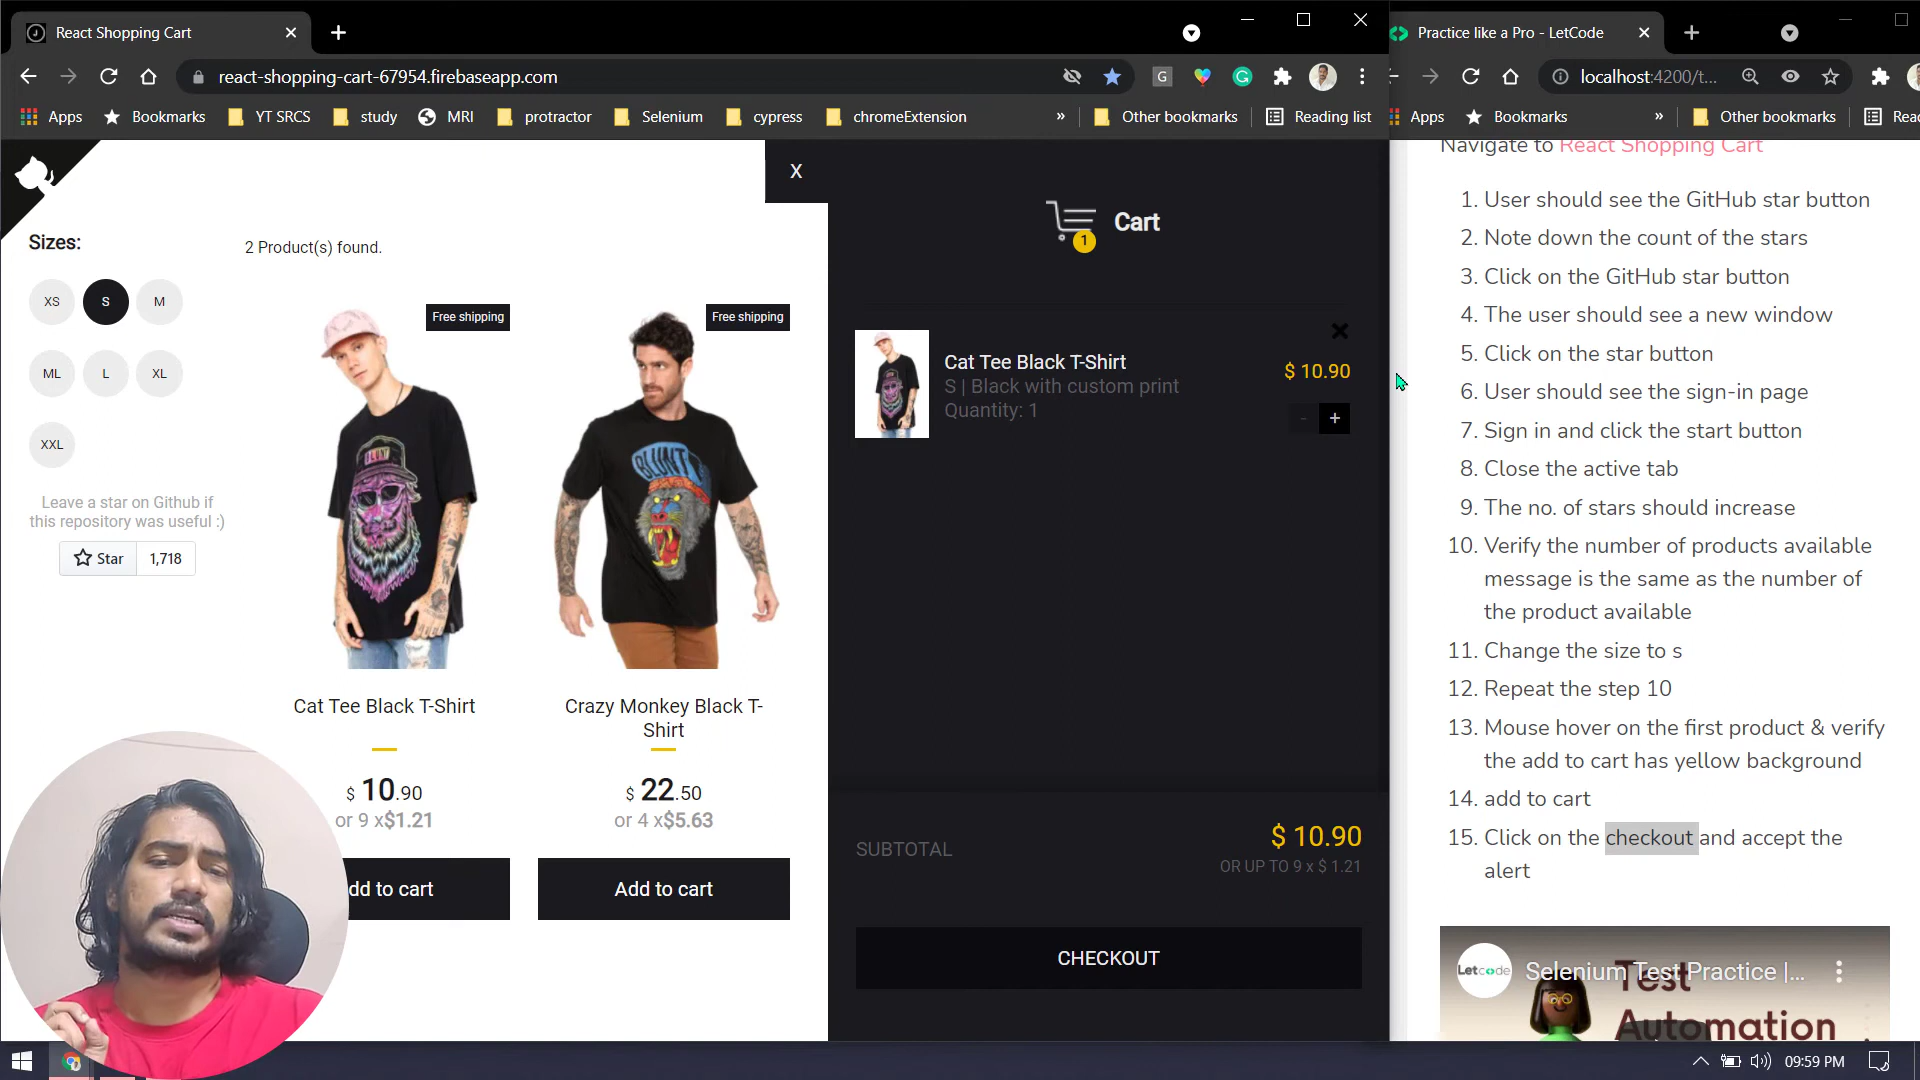 React Shopping Cart
Practice like a Pro - LetCode
react-shopping-cart-67954.firebaseapp.com
localhost:4200/t...
Apps
Bookmarks
YT SRCS
study
MRI
protractor
Selenium
cypress
chromeExtension
»
Other bookmarks
Reading list
Apps
Bookmarks
»
Other bookmarks
Rea
X
Cart
1
Sizes:
XS
S
M
ML
L
XL
XXL
Leave a star on Github if
this repository was useful :)
Star
1,718
2 Product(s) found.
Free shipping
Free shipping
Cat Tee Black T-Shirt
Crazy Monkey Black T-
Shirt
$ 10.90
or 9 x$1.21
$ 22.50
or 4 x$5.63
dd to cart
Add to cart
Cat Tee Black T-Shirt
S | Black with custom print
Quantity: 1
$ 10.90
-
+
SUBTOTAL
$ 10.90
OR UP TO 9 x $ 1.21
CHECKOUT
Navigate to React Shopping Cart
1. User should see the GitHub star button
2. Note down the count of the stars
3. Click on the GitHub star button
4. The user should see a new window
5. Click on the star button
6. User should see the sign-in page
7. Sign in and click the start button
8. Close the active tab
9. The no. of stars should increase
10. Verify the number of products available
message is the same as the number of
the product available
11. Change the size to s
12. Repeat the step 10
13. Mouse hover on the first product & verify
the add to cart has yellow background
14. add to cart
15. Click on the checkout and accept the
alert
Letcode
Selenium Test Practice |...
Test
Automation
09:59 PM